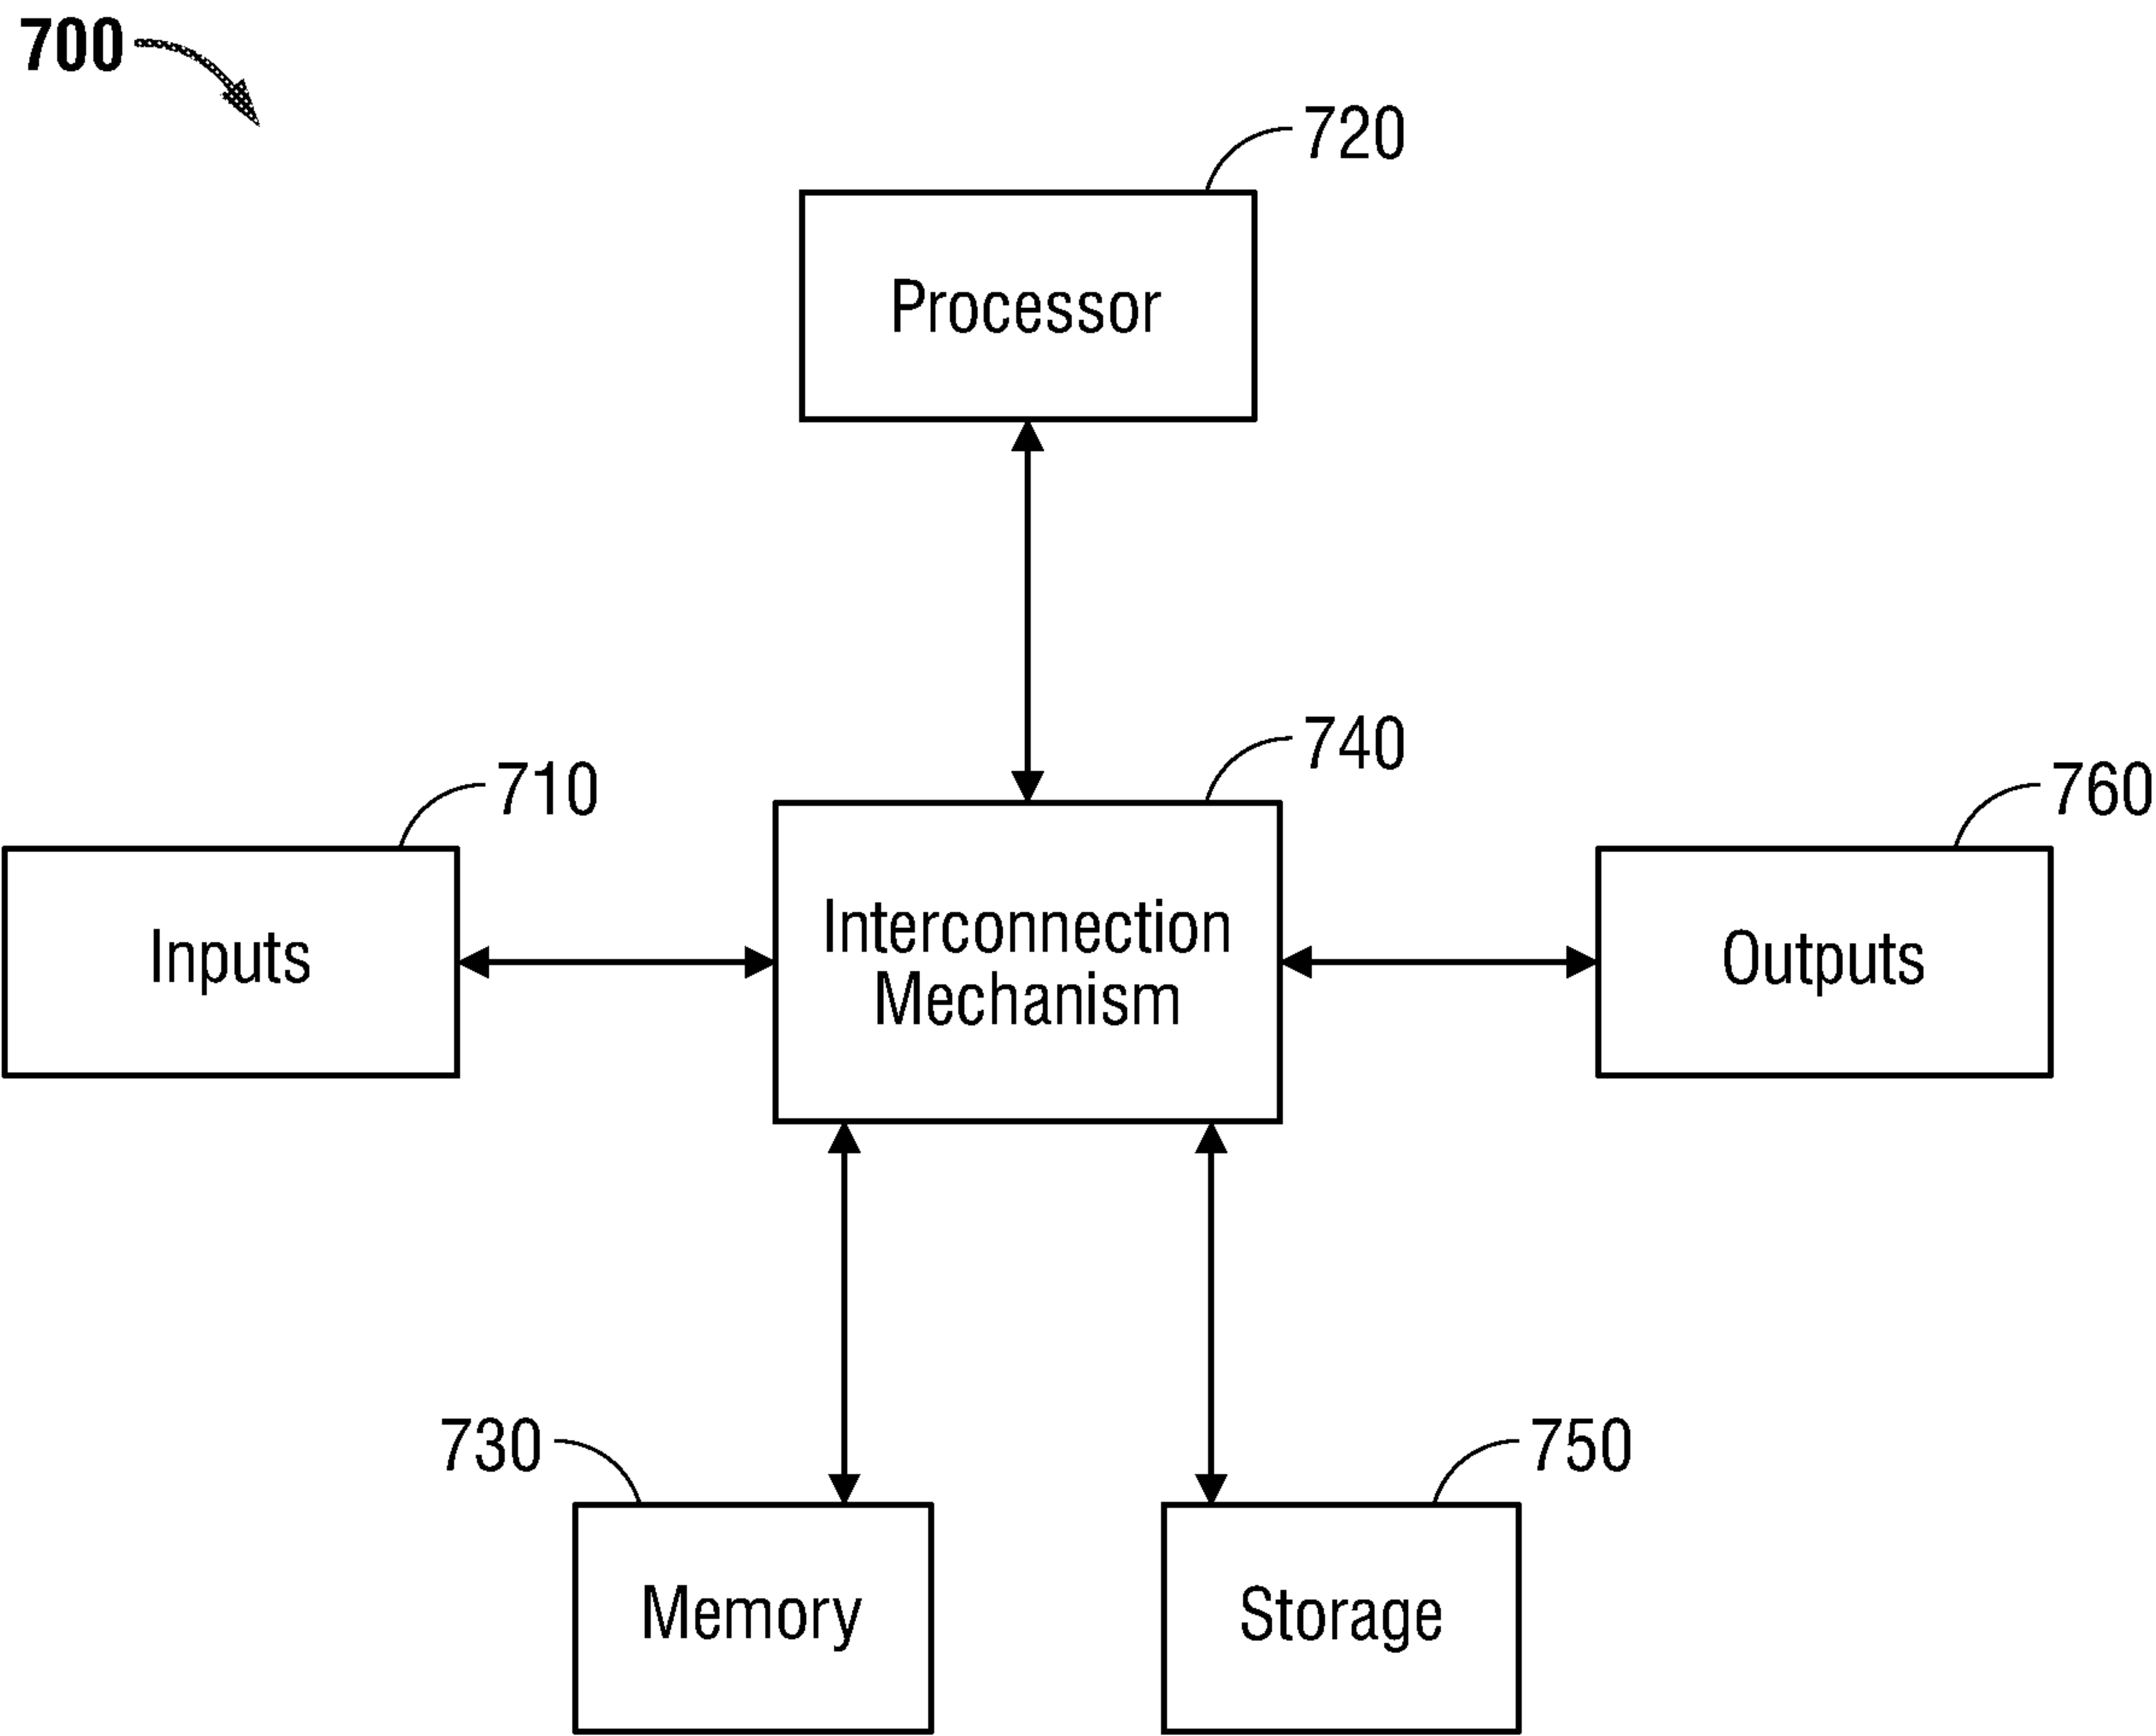 700
720
Processor
740
710
760
Interconnection
Mechanism
Inputs
Outputs
730
750
Memory
Storage